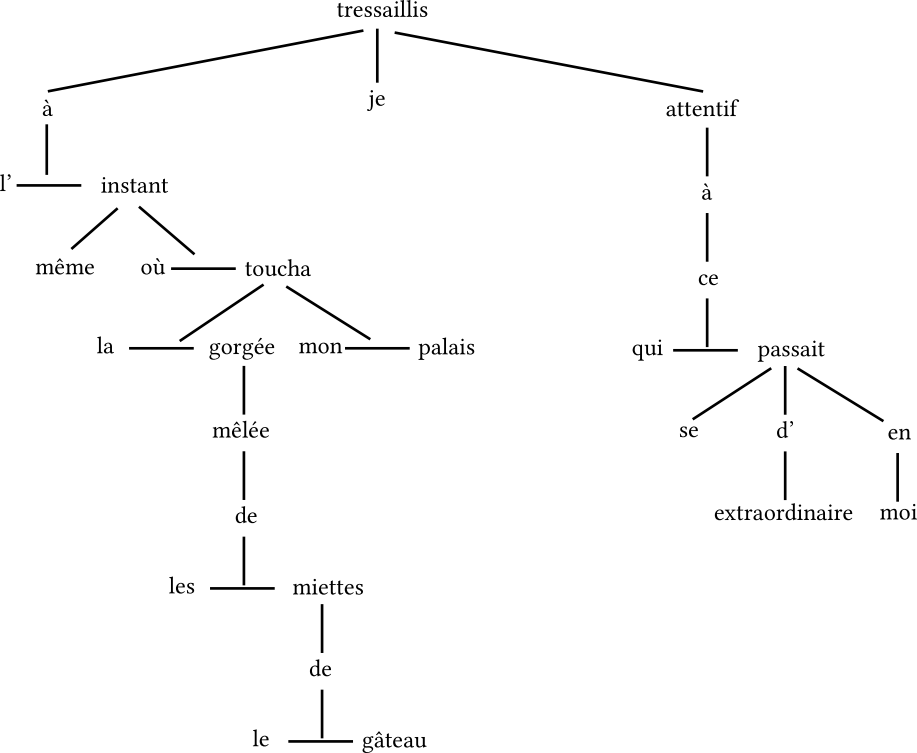 tressaillis
à je attentif
l' instant à
même où toucha ce
la gorgée mon palais qui passait
mêlée se d' en
de extraordinaire moi
les miettes
de
le gâteau